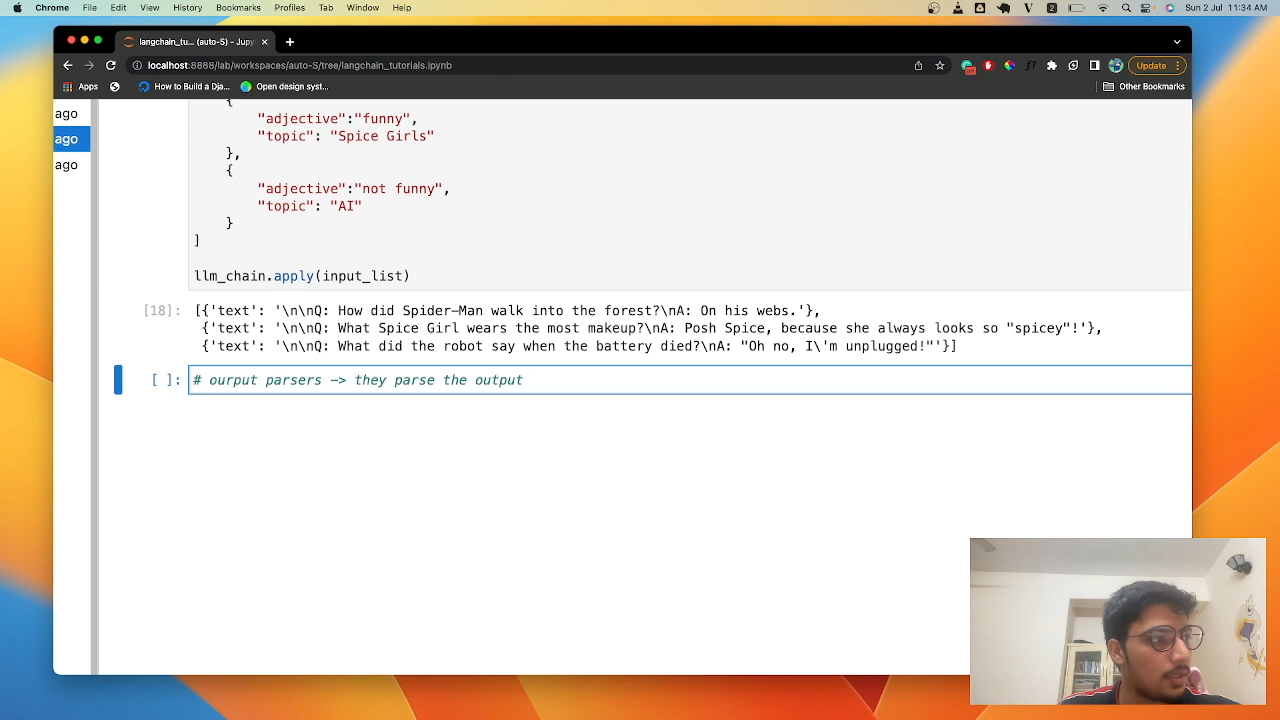 Chrome File Edit View History Bookmarks Profiles Tab Window Help Sun 2 Jul 11:34 AM
langchain_tu... (auto-S) - Jupyt
localhost:8888/lab/workspaces/auto-S/tree/langchain_tutorials.ipynb Update
Apps How to Build a Dja... Open design syst... Other Bookmarks
ago
ago
ago
{
"adjective":"funny",
"topic": "Spice Girls"
},
{
"adjective":"not funny",
"topic": "AI"
}
]
llm_chain.apply(input_list)
[18]: [{'text': '\n\nQ: How did Spider-Man walk into the forest?\nA: On his webs.'},
{'text': '\n\nQ: What Spice Girl wears the most makeup?\nA: Posh Spice, because she always looks so "spicey"!'},
{'text': '\n\nQ: What did the robot say when the battery died?\nA: "Oh no, I\'m unplugged!"'}]
[ ]: # ourput parsers -> they parse the output